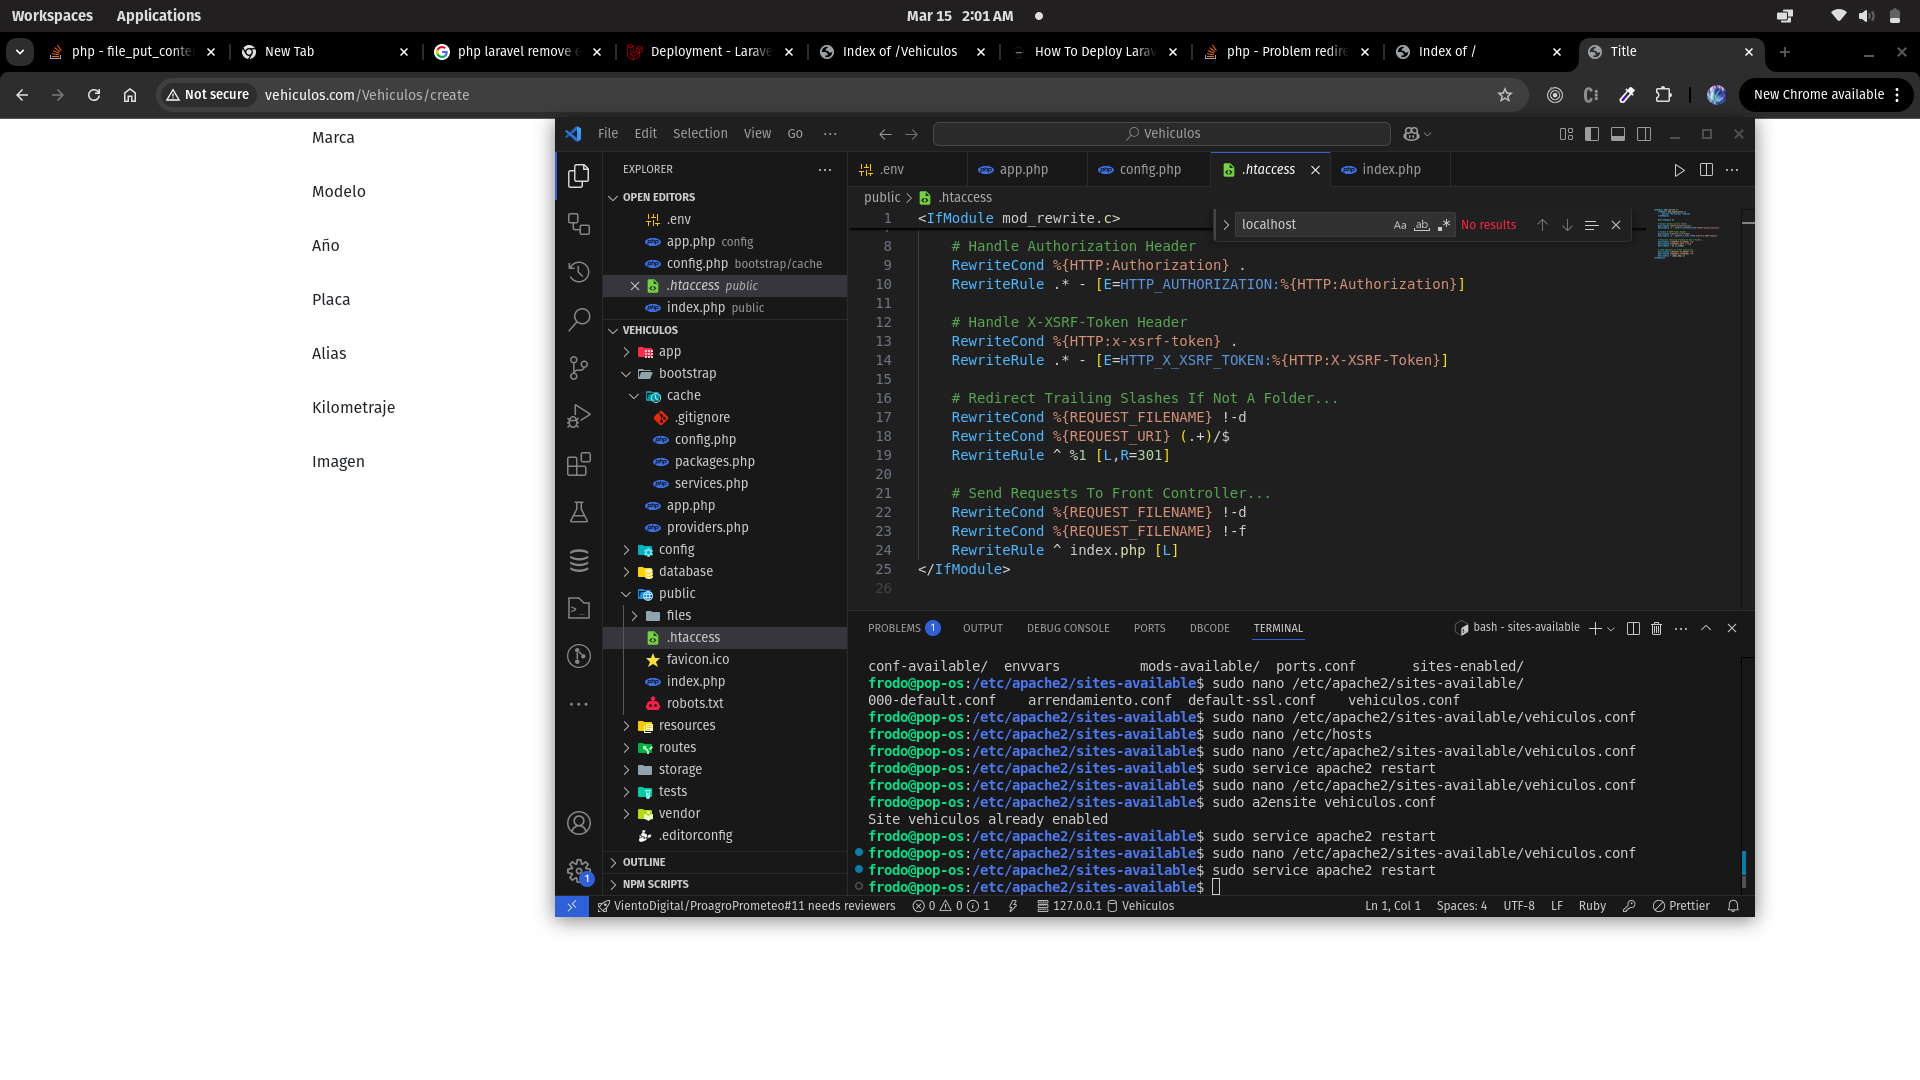 Workspaces Applications Mar 15 2:01 AM
php - file_put_conte New Tab php laravel remove e Deployment - Larave Index of /Vehiculos How To Deploy Larav php - Problem redire Index of / Title
Not secure vehiculos.com/Vehiculos/create New Chrome available
Marca
Modelo
Año
Placa
Alias
Kilometraje
Imagen
File Edit Selection View Go ··· Vehiculos
EXPLORER
OPEN EDITORS
.env
app.php config
config.php bootstrap/cache
.htaccess public
index.php public
VEHICULOS
app
bootstrap
cache
.gitignore
config.php
packages.php
services.php
app.php
providers.php
config
database
public
files
.htaccess
favicon.ico
index.php
robots.txt
resources
routes
storage
tests
vendor
.editorconfig
OUTLINE
NPM SCRIPTS
.env app.php config.php .htaccess index.php
public > .htaccess
localhost Aa ab .* No results
1 <IfModule mod_rewrite.c>
8 # Handle Authorization Header
9 RewriteCond %{HTTP:Authorization} .
10 RewriteRule .* - [E=HTTP_AUTHORIZATION:%{HTTP:Authorization}]
11
12 # Handle X-XSRF-Token Header
13 RewriteCond %{HTTP:x-xsrf-token} .
14 RewriteRule .* - [E=HTTP_X_XSRF_TOKEN:%{HTTP:X-XSRF-Token}]
15
16 # Redirect Trailing Slashes If Not A Folder...
17 RewriteCond %{REQUEST_FILENAME} !-d
18 RewriteCond %{REQUEST_URI} (.+)/$
19 RewriteRule ^ %1 [L,R=301]
20
21 # Send Requests To Front Controller...
22 RewriteCond %{REQUEST_FILENAME} !-d
23 RewriteCond %{REQUEST_FILENAME} !-f
24 RewriteRule ^ index.php [L]
25 </IfModule>
26
PROBLEMS 1 OUTPUT DEBUG CONSOLE PORTS DBCODE TERMINAL bash - sites-available
conf-available/ envvars mods-available/ ports.conf sites-enabled/
frodo@pop-os:/etc/apache2/sites-available$ sudo nano /etc/apache2/sites-available/
000-default.conf arrendamiento.conf default-ssl.conf vehiculos.conf
frodo@pop-os:/etc/apache2/sites-available$ sudo nano /etc/apache2/sites-available/vehiculos.conf
frodo@pop-os:/etc/apache2/sites-available$ sudo nano /etc/hosts
frodo@pop-os:/etc/apache2/sites-available$ sudo nano /etc/apache2/sites-available/vehiculos.conf
frodo@pop-os:/etc/apache2/sites-available$ sudo service apache2 restart
frodo@pop-os:/etc/apache2/sites-available$ sudo nano /etc/apache2/sites-available/vehiculos.conf
frodo@pop-os:/etc/apache2/sites-available$ sudo a2ensite vehiculos.conf
Site vehiculos already enabled
frodo@pop-os:/etc/apache2/sites-available$ sudo service apache2 restart
frodo@pop-os:/etc/apache2/sites-available$ sudo nano /etc/apache2/sites-available/vehiculos.conf
frodo@pop-os:/etc/apache2/sites-available$ sudo service apache2 restart
frodo@pop-os:/etc/apache2/sites-available$
1
VientoDigital/ProagroPrometeo#11 needs reviewers 0 0 1 127.0.0.1 Vehiculos Ln 1, Col 1 Spaces: 4 UTF-8 LF Ruby Prettier